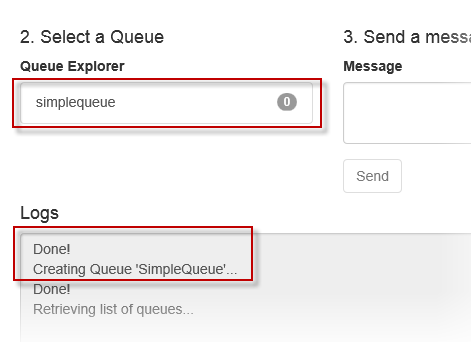 2. Select a Queue
Queue Explorer
simplequeue 0
3. Send a messa
Message
Send
Logs
Done!
Creating Queue 'SimpleQueue'...
Done!
Retrieving list of queues...